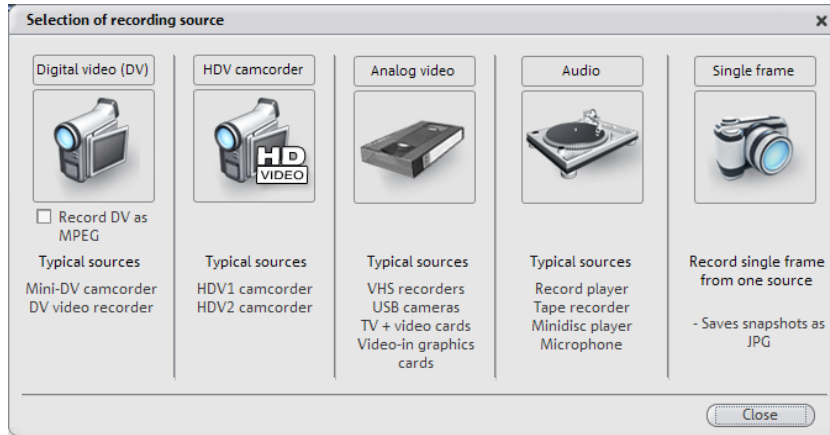 Selection of recording source
Digital video (DV)
HD VIDEO
Record DV as
MPEG
Typical sources
Mini-DV camcorder
DV video recorder
HDV camcorder
Typical sources
HDV1 camcorder
HDV2 camcorder
Analog video
Typical sources
VHS recorders
USB cameras
TV + video cards
Video-in graphics
cards
Audio
Typical sources
Record player
Tape recorder
Minidisc player
Microphone
Single frame
Record single frame
from one source
- Saves snapshots as
JPG
Close